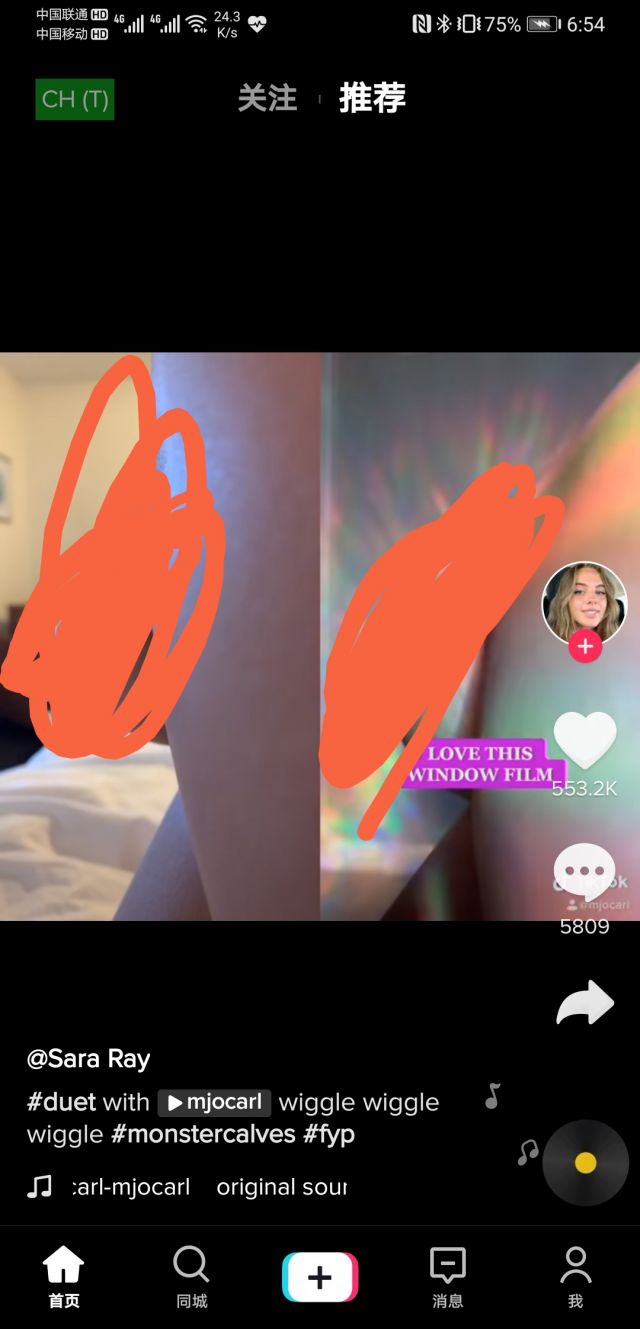 中国联通 HD 4G 4G 24.3 75% 6:54
中国移动 HD K/s
CH (T) 关注 推荐
LOVE THIS
WINDOW FILM
553.2K
@mjocarl
5809
@Sara Ray
#duet with mjocarl wiggle wiggle
wiggle #monstercalves #fyp
carl-mjocarl original sour
首页 同城 消息 我